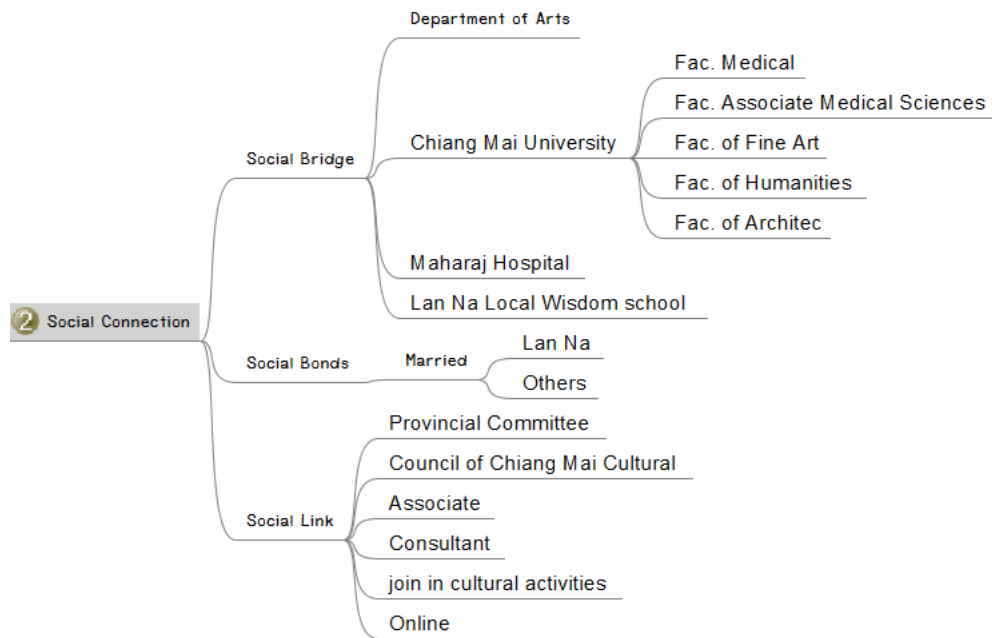 Department of Arts
Fac. Medical
Fac. Associate Medical Sciences
Chiang Mai University
Fac. of Fine Art
Social Bridge
Fac. of Humanities
Fac. of Architec
Maharaj Hospital
Lan Na Local Wisdom school
2 Social Connection
Lan Na
Social Bonds
Married
Others
Provincial Committee
Council of Chiang Mai Cultural
Associate
Social Link
Consultant
join in cultural activities
Online